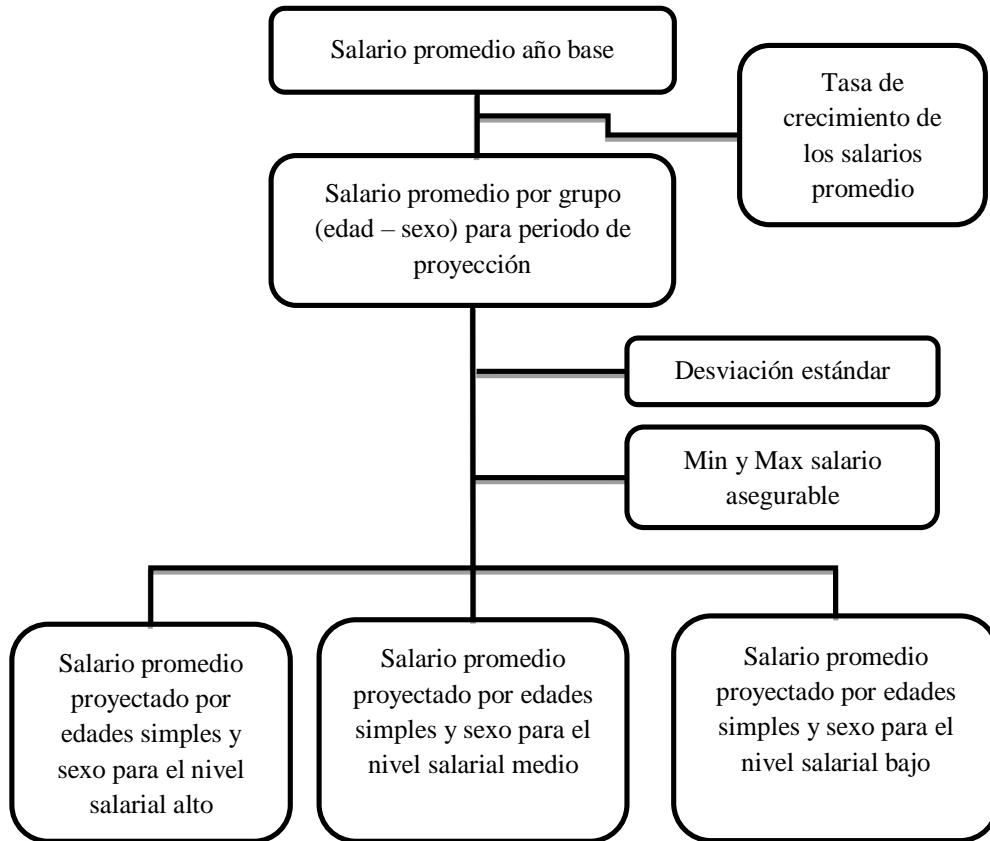 Salario promedio año base
Tasa de
crecimiento de
los salarios
promedio
Salario promedio por grupo
(edad – sexo) para periodo de
proyección
Desviación estándar
Min y Max salario
asegurable
Salario promedio
proyectado por
edades simples y
sexo para el nivel
salarial alto
Salario promedio
proyectado por edades
simples y sexo para el
nivel salarial medio
Salario promedio
proyectado por edades
simples y sexo para el
nivel salarial bajo